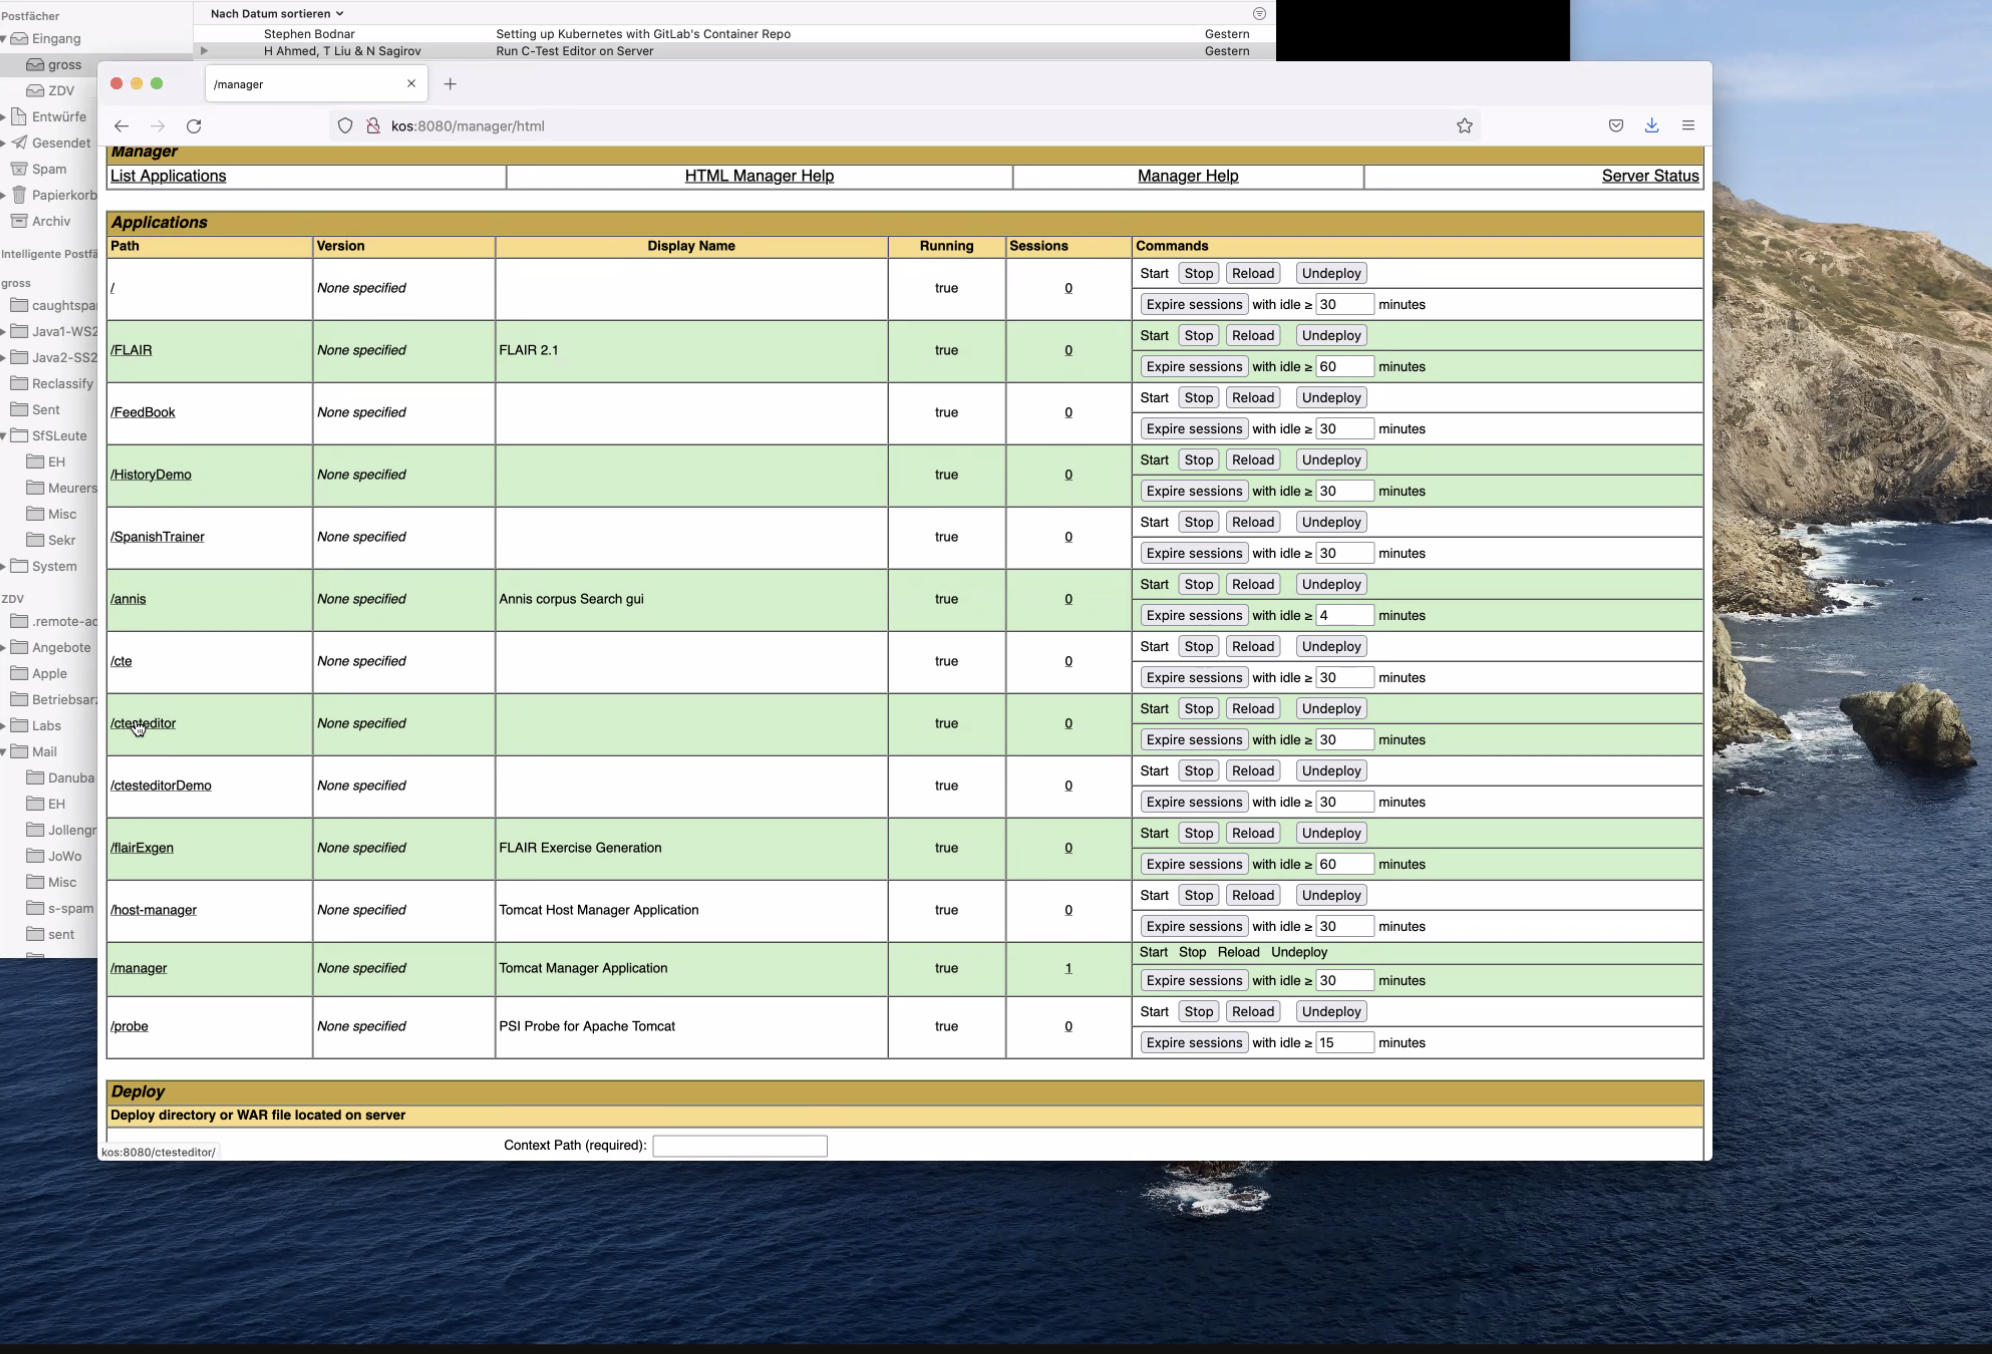 Postfächer
Nach Datum sortieren
Eingang
Stephen Bodnar Setting up Kubernetes with GitLab's Container Repo Gestern
gross
H Ahmed, T Liu & N Sagirov Run C-Test Editor on Server Gestern
ZDV
Entwürfe
Gesendet
Spam
Papierkorb
Archiv
Intelligente Postfä
gross
caughtspa
Java1-WS2
Java2-SS2
Reclassify
Sent
SfSLeute
EH
Meurers
Misc
Sekr
System
ZDV
.remote-ac
Angebote
Apple
Betriebsarz
Labs
Mail
Danuba
EH
Jollengr
JoWo
Misc
s-spam
sent
/manager
kos:8080/manager/html
Manager
List Applications HTML Manager Help Manager Help Server Status
Applications
Path Version Display Name Running Sessions Commands
/ None specified true 0 Start Stop Reload Undeploy
Expire sessions with idle ≥ 30 minutes
/FLAIR None specified FLAIR 2.1 true 0 Start Stop Reload Undeploy
Expire sessions with idle ≥ 60 minutes
/FeedBook None specified true 0 Start Stop Reload Undeploy
Expire sessions with idle ≥ 30 minutes
/HistoryDemo None specified true 0 Start Stop Reload Undeploy
Expire sessions with idle ≥ 30 minutes
/SpanishTrainer None specified true 0 Start Stop Reload Undeploy
Expire sessions with idle ≥ 30 minutes
/annis None specified Annis corpus Search gui true 0 Start Stop Reload Undeploy
Expire sessions with idle ≥ 4 minutes
/cte None specified true 0 Start Stop Reload Undeploy
Expire sessions with idle ≥ 30 minutes
/ctesteditor None specified true 0 Start Stop Reload Undeploy
Expire sessions with idle ≥ 30 minutes
/ctesteditorDemo None specified true 0 Start Stop Reload Undeploy
Expire sessions with idle ≥ 30 minutes
/flairExgen None specified FLAIR Exercise Generation true 0 Start Stop Reload Undeploy
Expire sessions with idle ≥ 60 minutes
/host-manager None specified Tomcat Host Manager Application true 0 Start Stop Reload Undeploy
Expire sessions with idle ≥ 30 minutes
/manager None specified Tomcat Manager Application true 1 Start Stop Reload Undeploy
Expire sessions with idle ≥ 30 minutes
/probe None specified PSI Probe for Apache Tomcat true 0 Start Stop Reload Undeploy
Expire sessions with idle ≥ 15 minutes
Deploy
Deploy directory or WAR file located on server
Context Path (required):
kos:8080/ctesteditor/